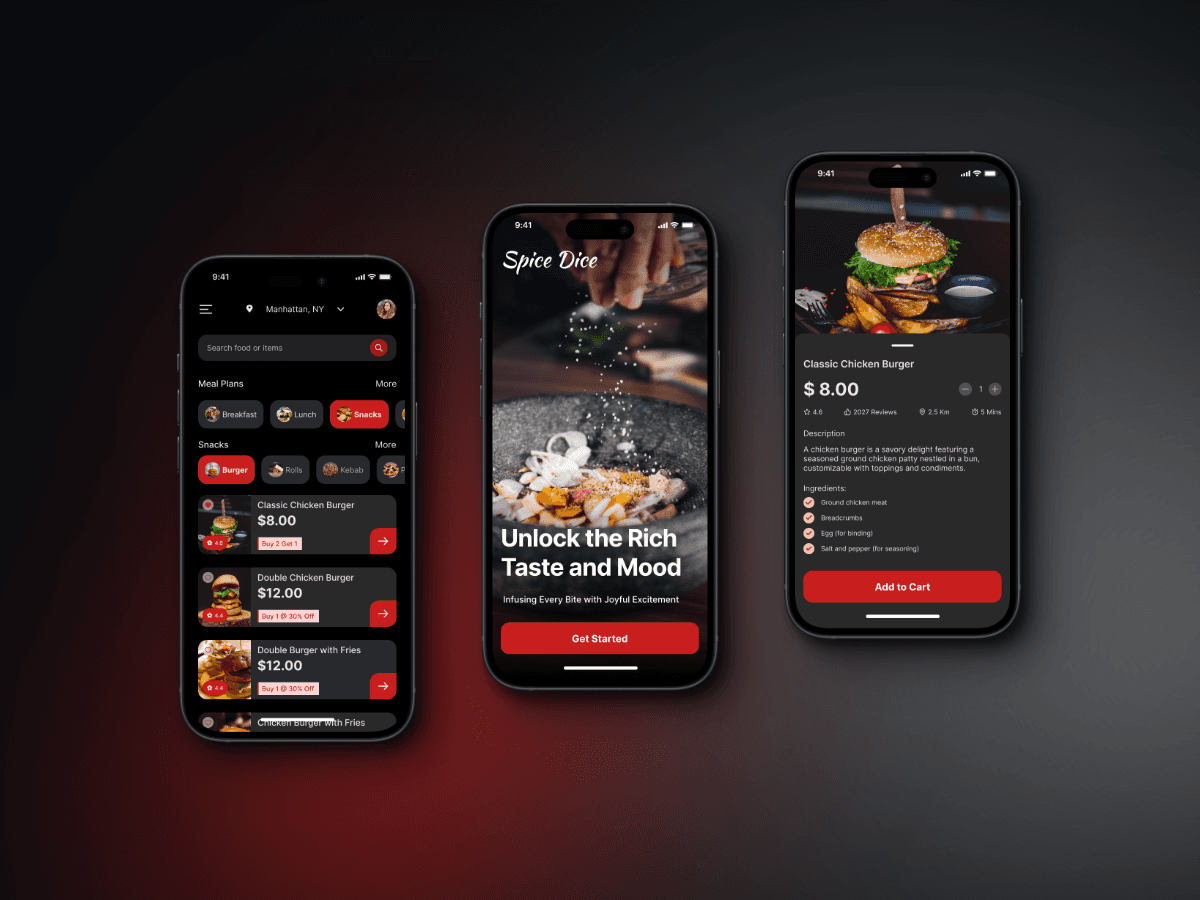 9:41
Manhattan, NY
Search food or items
Meal Plans
More
Breakfast
Lunch
Snacks
Snacks
More
Burger
Rolls
Kebab
Classic Chicken Burger
$8.00
Buy 2 Get 1
Double Chicken Burger
$12.00
4.4
Buy 1 @ 30% Off
Double Burger with Fries
$12.00
4.4
Buy 1 @ 30% Off
Chicken Burger with Fries
9:41
Spice Dice
Unlock the Rich
Taste and Mood
Infusing Every Bite with Joyful Excitement
Get Started
9:41
Classic Chicken Burger
$ 8.00
1
4.6
2027 Reviews
2.5 Km
5 Mins
Description
A chicken burger is a savory delight featuring a
seasoned ground chicken patty nestled in a bun,
customizable with toppings and condiments.
Ingredients:
Ground chicken meat
Breadcrumbs
Egg (for binding)
Salt and pepper (for seasoning)
Add to Cart